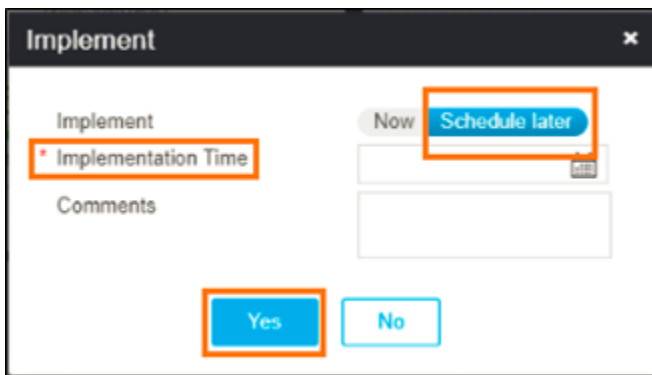 Implement
Implement Now Schedule later
* Implementation Time
Comments
Yes No